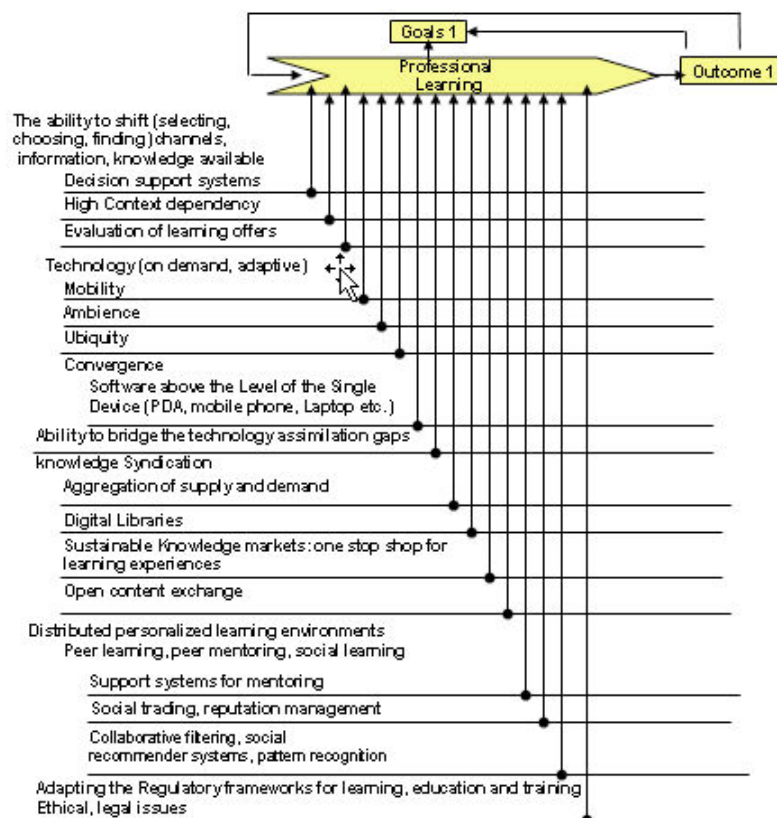 Goals 1
Professional
Learning
Outcome 1
The ability to shift (selecting,
choosing, finding) channels,
information, knowledge available
Decision support systems
High Context dependency
Evaluation of learning offers
Technology (on demand, adaptive)
Mobility
Ambience
Ubiquity
Convergence
Software above the Level of the Single
Device (PDA, mobile phone, Laptop etc.)
Ability to bridge the technology assimilation gaps
knowledge Syndication
Aggregation of supply and demand
Digital Libraries
Sustainable Knowledge markets: one stop shop for
learning experiences
Open content exchange
Distributed personalized learning environments
Peer learning, peer mentoring, social learning
Support systems for mentoring
Social trading, reputation management
Collaborative filtering, social
recommender systems, pattern recognition
Adapting the Regulatory frameworks for learning, education and training
Ethical, legal issues